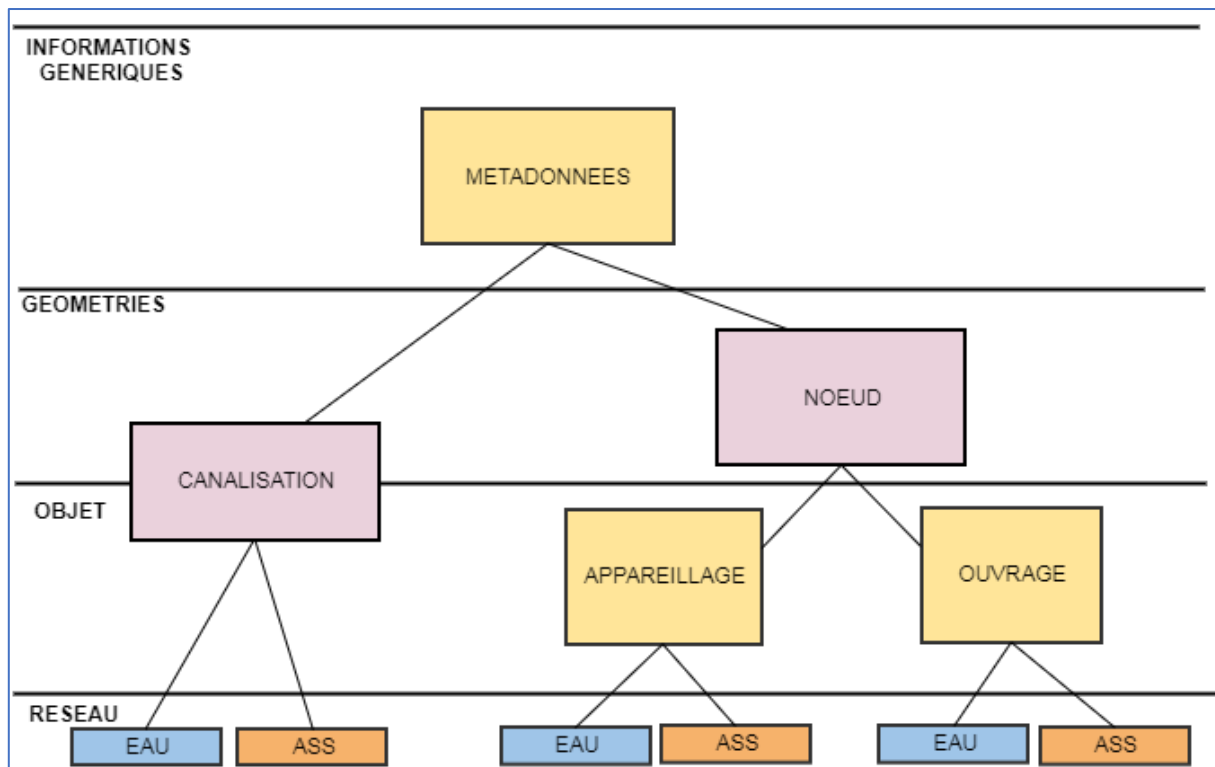 INFORMATIONS
GENERIQUES
METADONNEES
GEOMETRIES
NOEUD
CANALISATION
OBJET
APPAREILLAGE
OUVRAGE
RESEAU
EAU
ASS
EAU
ASS
EAU
ASS